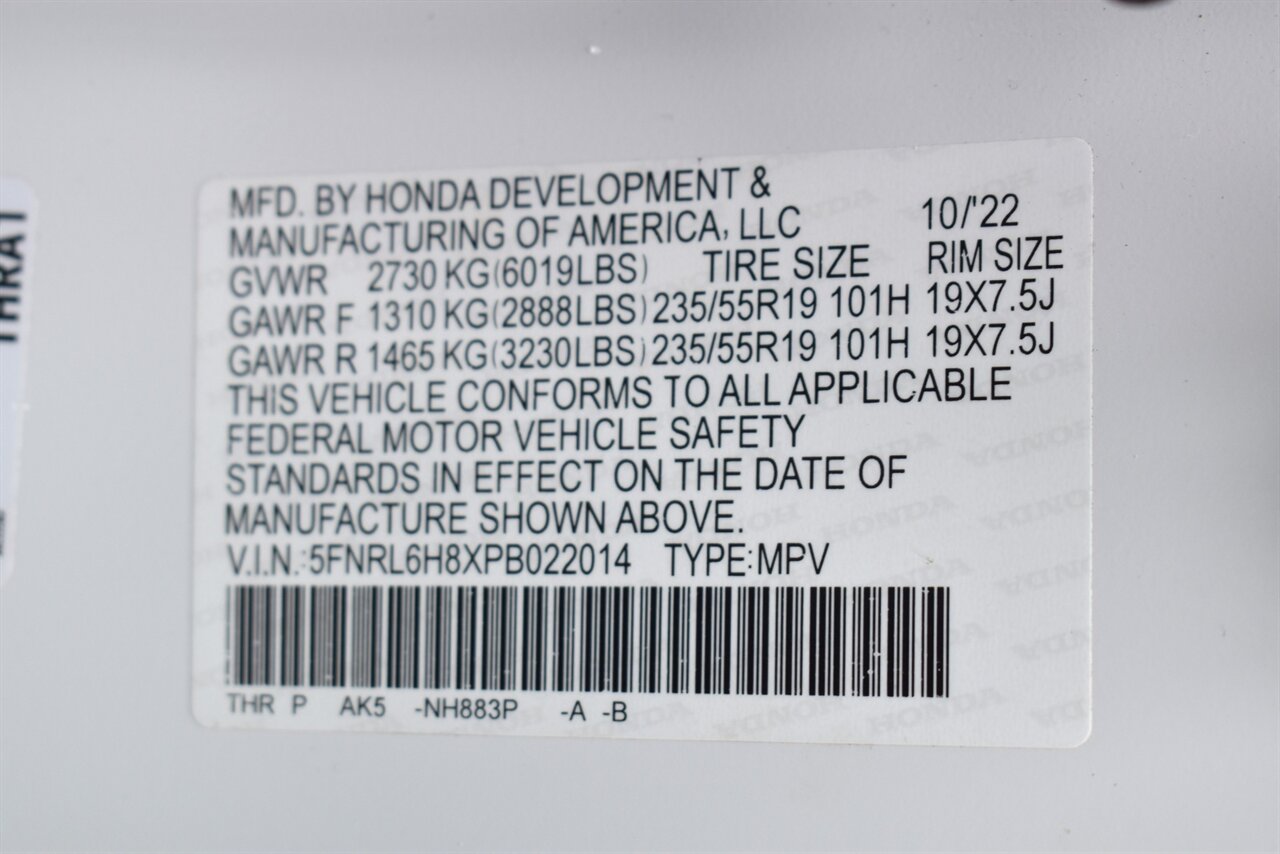 MFD. BY HONDA DEVELOPMENT &
MANUFACTURING OF AMERICA, LLC 10/'22
GVWR 2730 KG(6019LBS) TIRE SIZE RIM SIZE
GAWR F 1310 KG(2888LBS) 235/55R19 101H 19X7.5J
GAWR R 1465 KG(3230LBS) 235/55R19 101H 19X7.5J
THIS VEHICLE CONFORMS TO ALL APPLICABLE
FEDERAL MOTOR VEHICLE SAFETY
STANDARDS IN EFFECT ON THE DATE OF
MANUFACTURE SHOWN ABOVE.
V.I.N.:5FNRL6H8XPB022014 TYPE:MPV
THR P AK5 -NH883P -A -B